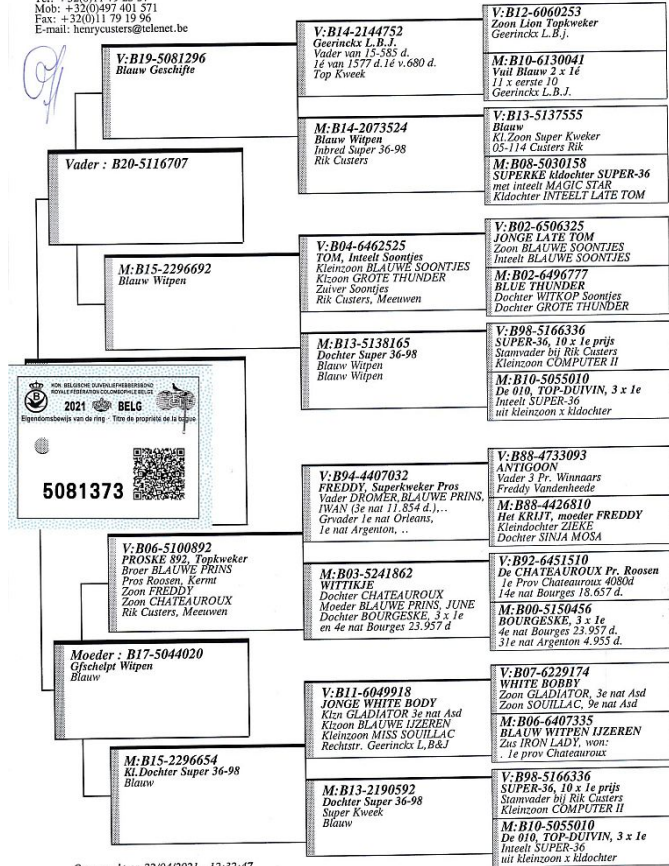 Mob: +32(0)497 401 571
Fax: +32(0)11 79 19 96
E-mail: henrycusters@telenet.be
V:B19-5081296
Blauw Geschifte
Vader : B20-5116707
M:B15-2296692
Blauw Witpen
V:B14-2144752
Geerinckx L.B.J.
Vader van 15-585 d.
1é van 1577 d.1é v.680 d.
Top Kweek
M:B14-2073524
Blauw Witpen
Inbred Super 36-98
Rik Custers
V:B04-6462525
TOM, Inteelt Soontjes
Kleinzoon BLAUWE SOONTJES
Klzoon GROTE THUNDER
Zuiver Soontjes
Rik Custers, Meeuwen
M:B13-5138165
Dochter Super 36-98
Blauw Witpen
Blauw Witpen
V:B12-6060253
Zoon Lion Topkweker
Geerinckx L.B.j.
M:B10-6130041
Vuil Blauw 2 x 1é
11 x eerste 10
Geerinckx L.B.J.
V:B13-5137555
Blauw
Kl.Zoon Super Kweker
05-114 Custers Rik
M:B08-5030158
SUPERKE kldochter SUPER-36
met inteelt MAGIC STAR
Kldochter INTEELT LATE TOM
V:B02-6506325
JONGE LATE TOM
Zoon BLAUWE SOONTJES
Inteelt BLAUWE SOONTJES
M:B02-6496777
BLUE THUNDER
Dochter WITKOP Soontjes
Dochter GROTE THUNDER
V:B98-5166336
SUPER-36, 10 x 1e prijs
Stamvader bij Rik Custers
Kleinzoon COMPUTER II
M:B10-5055010
De 010, TOP-DUIVIN, 3 x 1e
Inteelt SUPER-36
uit kleinzoon x kldochter
KON. BELGISCHE DUIVENLIEFHEBBERSBOND
ROYALE FÉDÉRATION COLOMBOPHILE BELGE
2021 BELG
Eigendomsbewijs van de ring - Titre de propriété de la bague
5081373
V:B06-5100892
PROSKE 892, Topkweker
Broer BLAUWE PRINS
Pros Roosen, Kermt
Zoon FREDDY
Zoon CHATEAUROUX
Rik Custers, Meeuwen
Moeder : B17-5044020
Gfschelpt Witpen
Blauw
M:B15-2296654
Kl.Dochter Super 36-98
Blauw
V:B94-4407032
FREDDY, Superkweker Pros
Vader DROMER,BLAUWE PRINS,
IWAN (3e nat 11.854 d.),..
Grvader 1e nat Orleans,
1e nat Argenton, ..
M:B03-5241862
WITTIKJE
Dochter CHATEAUROUX
Moeder BLAUWE PRINS, JUNE
Dochter BOURGESKE, 3 x 1e
en 4e nat Bourges 23.957 d
V:B11-6049918
JONGE WHITE BODY
Klzn GLADIATOR 3e nat Asd
Klzoon BLAUWE IJZEREN
Kleinzoon MISS SOUILLAC
Rechtstr. Geerinckx L,B&J
M:B13-2190592
Dochter Super 36-98
Super Kweek
Blauw
V:B88-4733093
ANTIGOON
Vader 3 Pr. Winnaars
Freddy Vandenheede
M:B88-4426810
Het KRIJT, moeder FREDDY
Kleindochter ZIEKE
Dochter SINJA MOSA
V:B92-6451510
De CHATEAUROUX Pr. Roosen
1e Prov Chateauroux 4080d
14e nat Bourges 18.657 d.
M:B00-5150456
BOURGESKE, 3 x 1e
4e nat Bourges 23.957 d.
31e nat Argenton 4.955 d.
V:B07-6229174
WHITE BOBBY
Zoon GLADIATOR, 3e nat Asd
Zoon SOUILLAC, 9e nat Asd
M:B06-6407335
BLAUW WITPEN IJZEREN
Zus IRON LADY, won:
. 1e prov Chateauroux
V:B98-5166336
SUPER-36, 10 x 1e prijs
Stamvader bij Rik Custers
Kleinzoon COMPUTER II
M:B10-5055010
De 010, TOP-DUIVIN, 3 x 1e
Inteelt SUPER-36
uit kleinzoon x kldochter